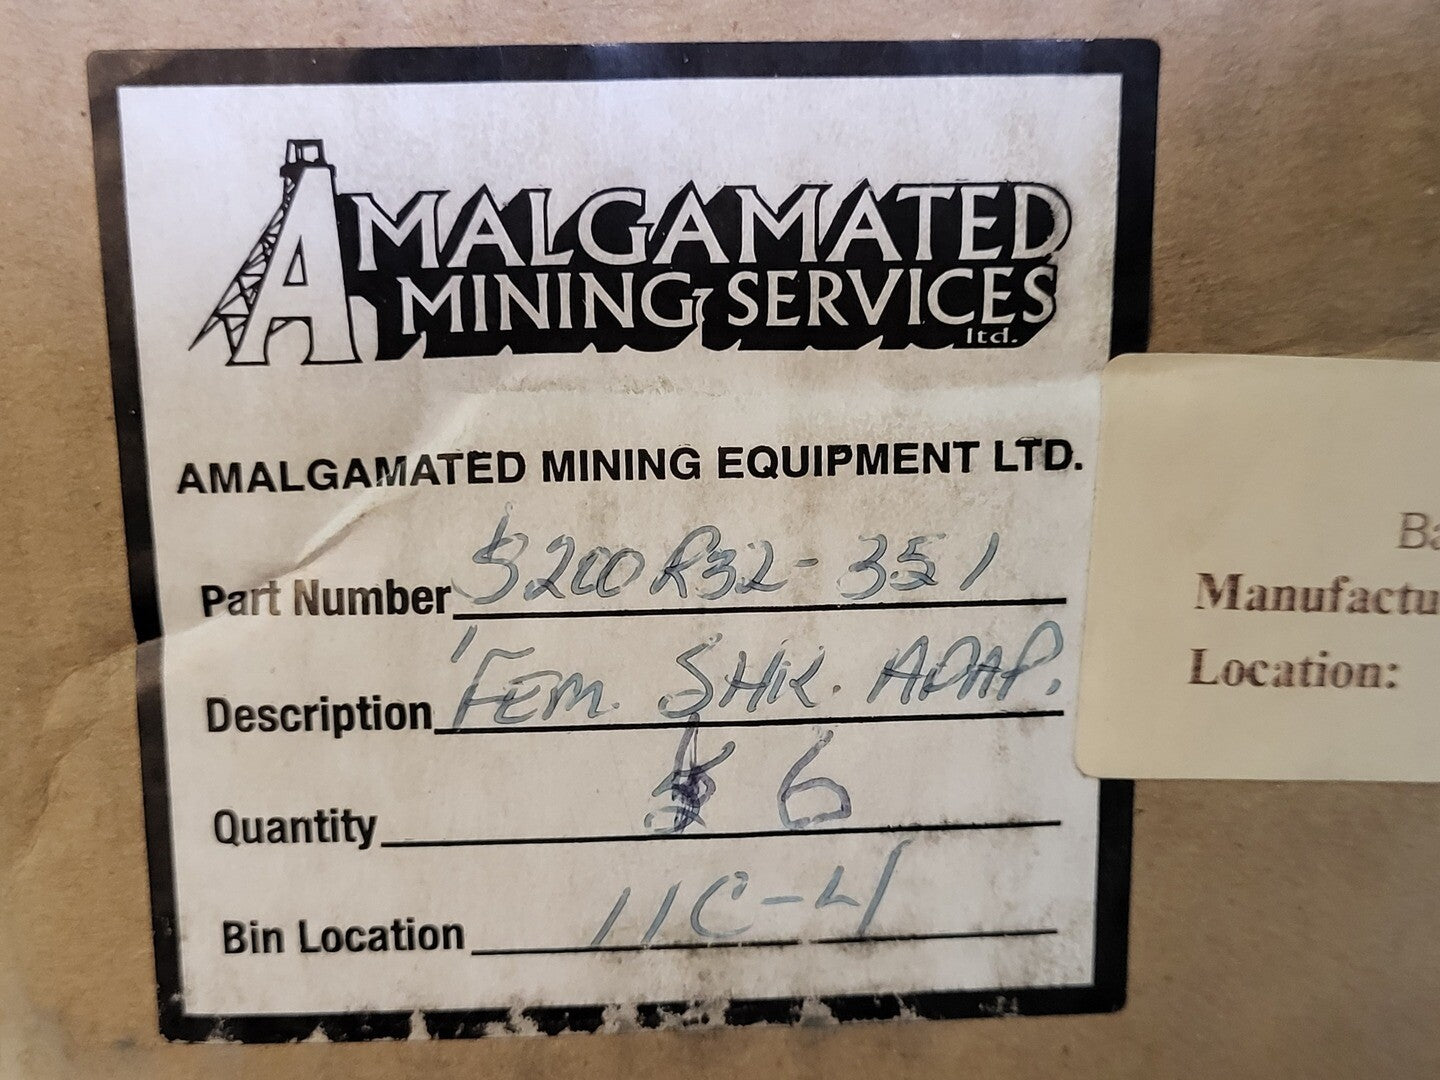 AMALGAMATED
MINING SERVICES
ltd.
AMALGAMATED MINING EQUIPMENT LTD.
Part Number S200R32-351
Description FEM. SHK. ADAP.
Quantity 6
Bin Location 11C-4
Ba
Manufactu
Location: